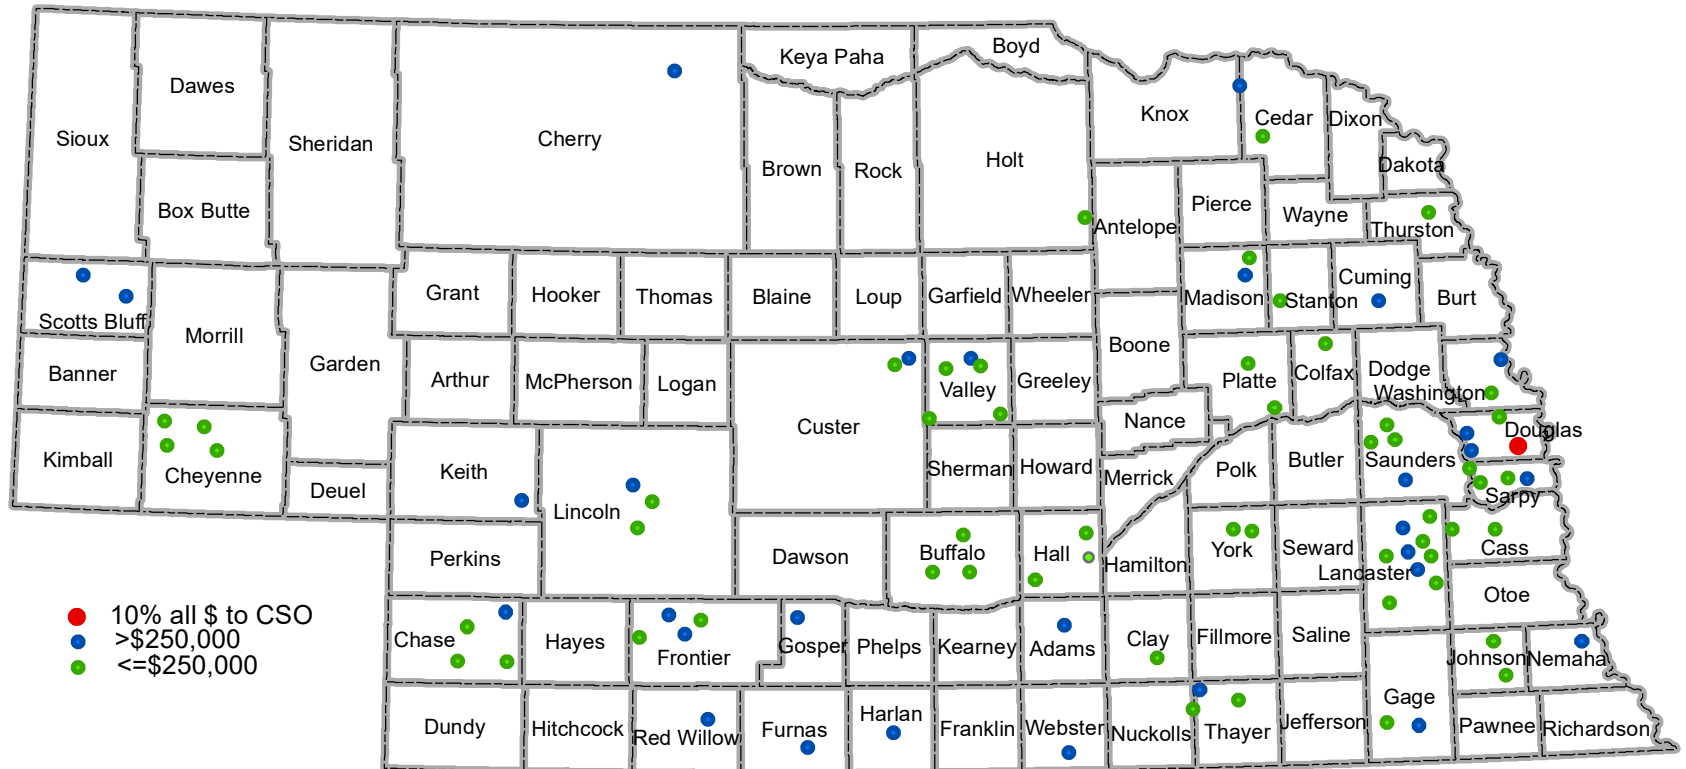 Boyd
Keya Paha
Dawes
Knox
Cedar
Dixon
Sioux
Sheridan
Cherry
Holt
Dakota
Brown
Rock
Box Butte
Pierce
Wayne
Antelope
Thurston
Cuming
Grant
Hooker
Thomas
Blaine
Loup
Garfield
Wheeler
Madison
Stanton
Burt
Scotts Bluff
Morrill
Boone
Garden
Banner
Arthur
McPherson
Logan
Valley
Greeley
Platte
Colfax
Dodge
Washington
Custer
Nance
Douglas
Kimball
Cheyenne
Keith
Sherman
Howard
Merrick
Polk
Butler
Saunders
Deuel
Lincoln
Sarpy
Perkins
Dawson
Buffalo
Hall
Hamilton
York
Seward
Lancaster
Cass
Otoe
10% all $ to CSO
>$250,000
<=$250,000
Chase
Hayes
Frontier
Gosper
Phelps
Kearney
Adams
Clay
Fillmore
Saline
Johnson
Nemaha
Gage
Dundy
Hitchcock
Red Willow
Furnas
Harlan
Franklin
Webster
Nuckolls
Thayer
Jefferson
Pawnee
Richardson